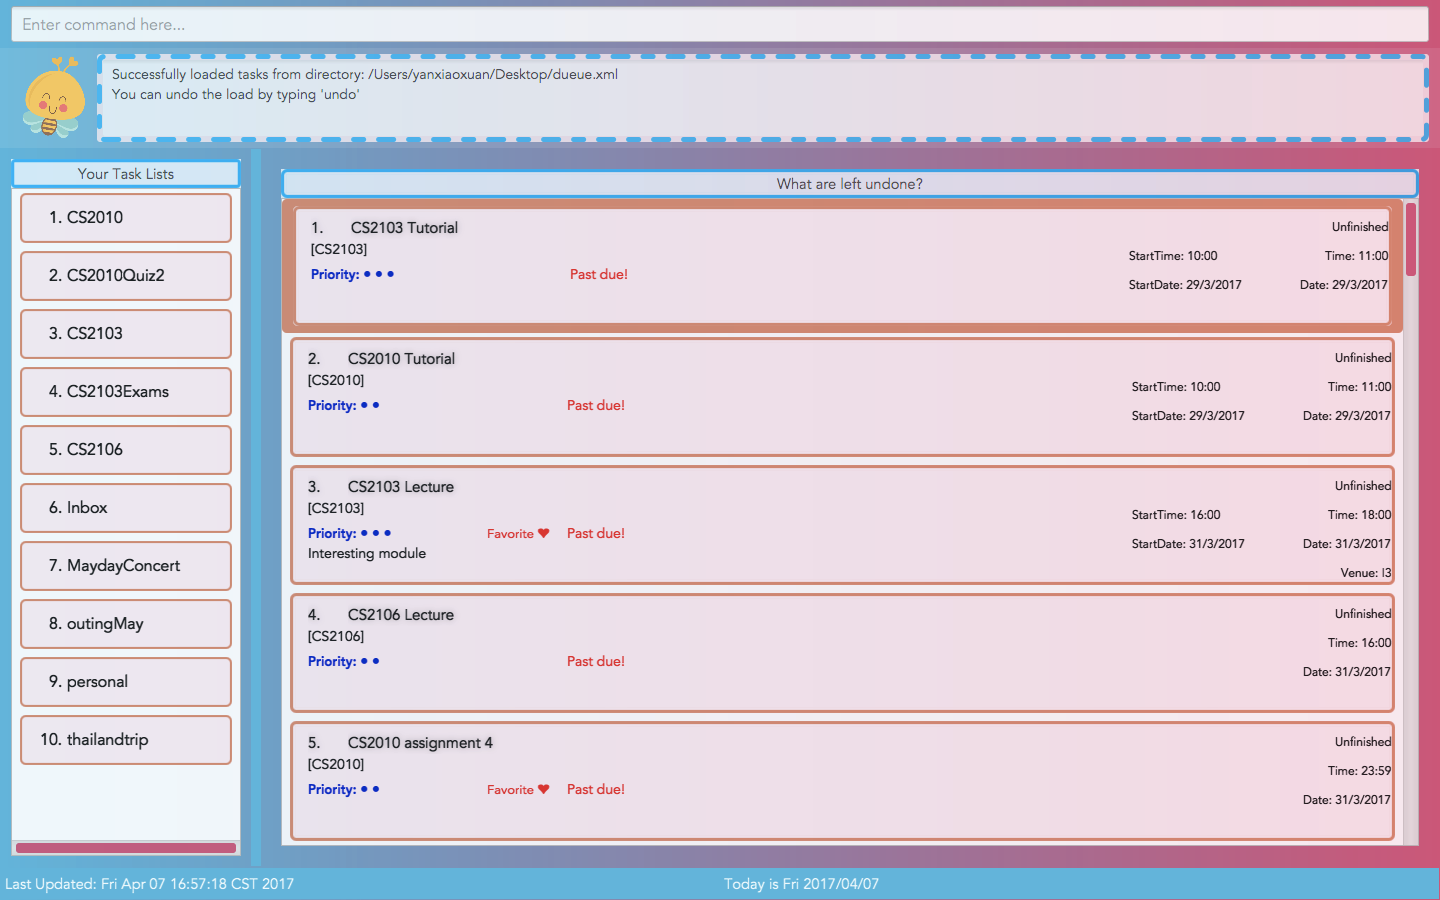 Enter command here...
Successfully loaded tasks from directory: /Users/yanxiaoxuan/Desktop/dueue.xml
You can undo the load by typing 'undo'
Your Task Lists
1. CS2010
2. CS2010Quiz2
3. CS2103
4. CS2103Exams
5. CS2106
6. Inbox
7. MaydayConcert
8. outingMay
9. personal
10. thailandtrip
What are left undone?
1. CS2103 Tutorial Unfinished
[CS2103] StartTime: 10:00 Time: 11:00
Priority: ● ● ● Past due! StartDate: 29/3/2017 Date: 29/3/2017
2. CS2010 Tutorial Unfinished
[CS2010] StartTime: 10:00 Time: 11:00
Priority: ● ● Past due! StartDate: 29/3/2017 Date: 29/3/2017
3. CS2103 Lecture Unfinished
[CS2103] StartTime: 16:00 Time: 18:00
Priority: ● ● ● Favorite ♥ Past due! StartDate: 31/3/2017 Date: 31/3/2017
Interesting module
Venue: I3
4. CS2106 Lecture Unfinished
[CS2106] Time: 16:00
Priority: ● ● Past due! Date: 31/3/2017
5. CS2010 assignment 4 Unfinished
[CS2010] Time: 23:59
Priority: ● ● Favorite ♥ Past due! Date: 31/3/2017
Last Updated: Fri Apr 07 16:57:18 CST 2017
Today is Fri 2017/04/07